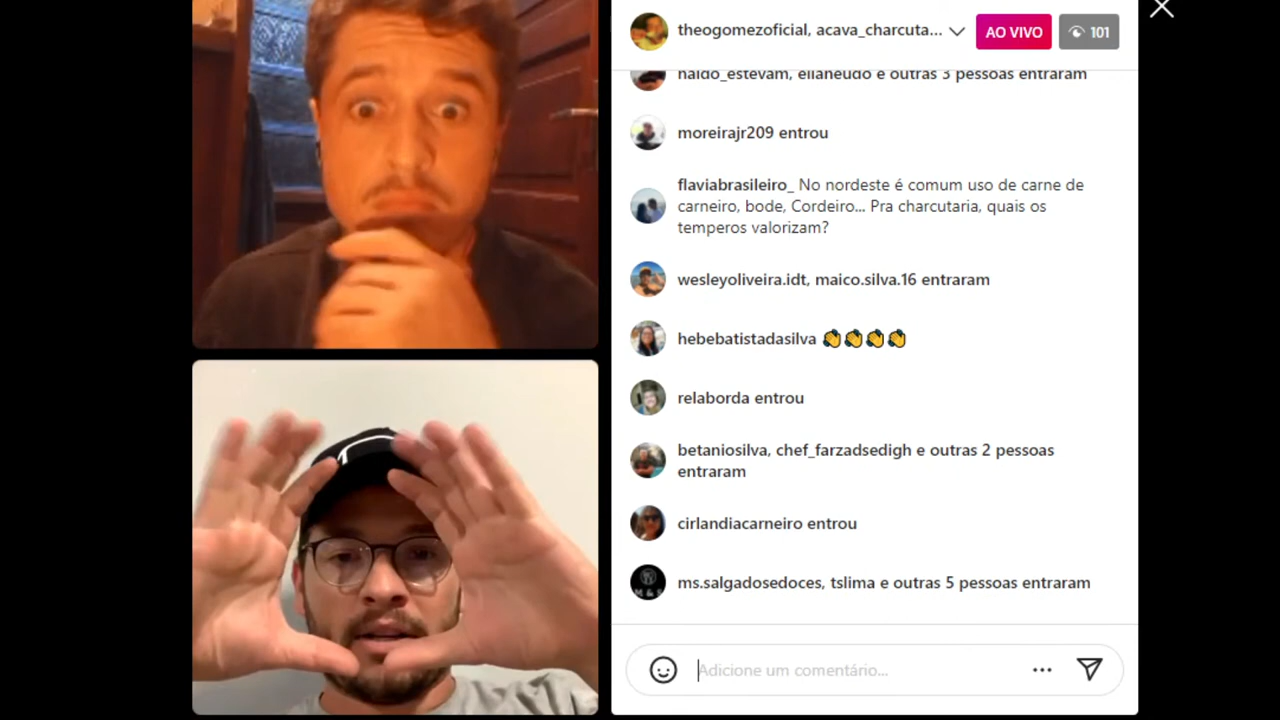 theogomezoficial, acava_charcuta...
AO VIVO
101
naldo_estevam, elianeudo e outras 3 pessoas entraram
moreirajr209 entrou
flaviabrasileiro_ No nordeste é comum uso de carne de
carneiro, bode, Cordeiro... Pra charcutaria, quais os
temperos valorizam?
wesleyoliveira.idt, maico.silva.16 entraram
hebebatistadasilva 👏👏👏👏
relaborda entrou
betaniosilva, chef_farzadsedigh e outras 2 pessoas
entraram
cirlandiacarneiro entrou
ms.salgadosedoces, tslima e outras 5 pessoas entraram
M & S
Adicione um comentário...